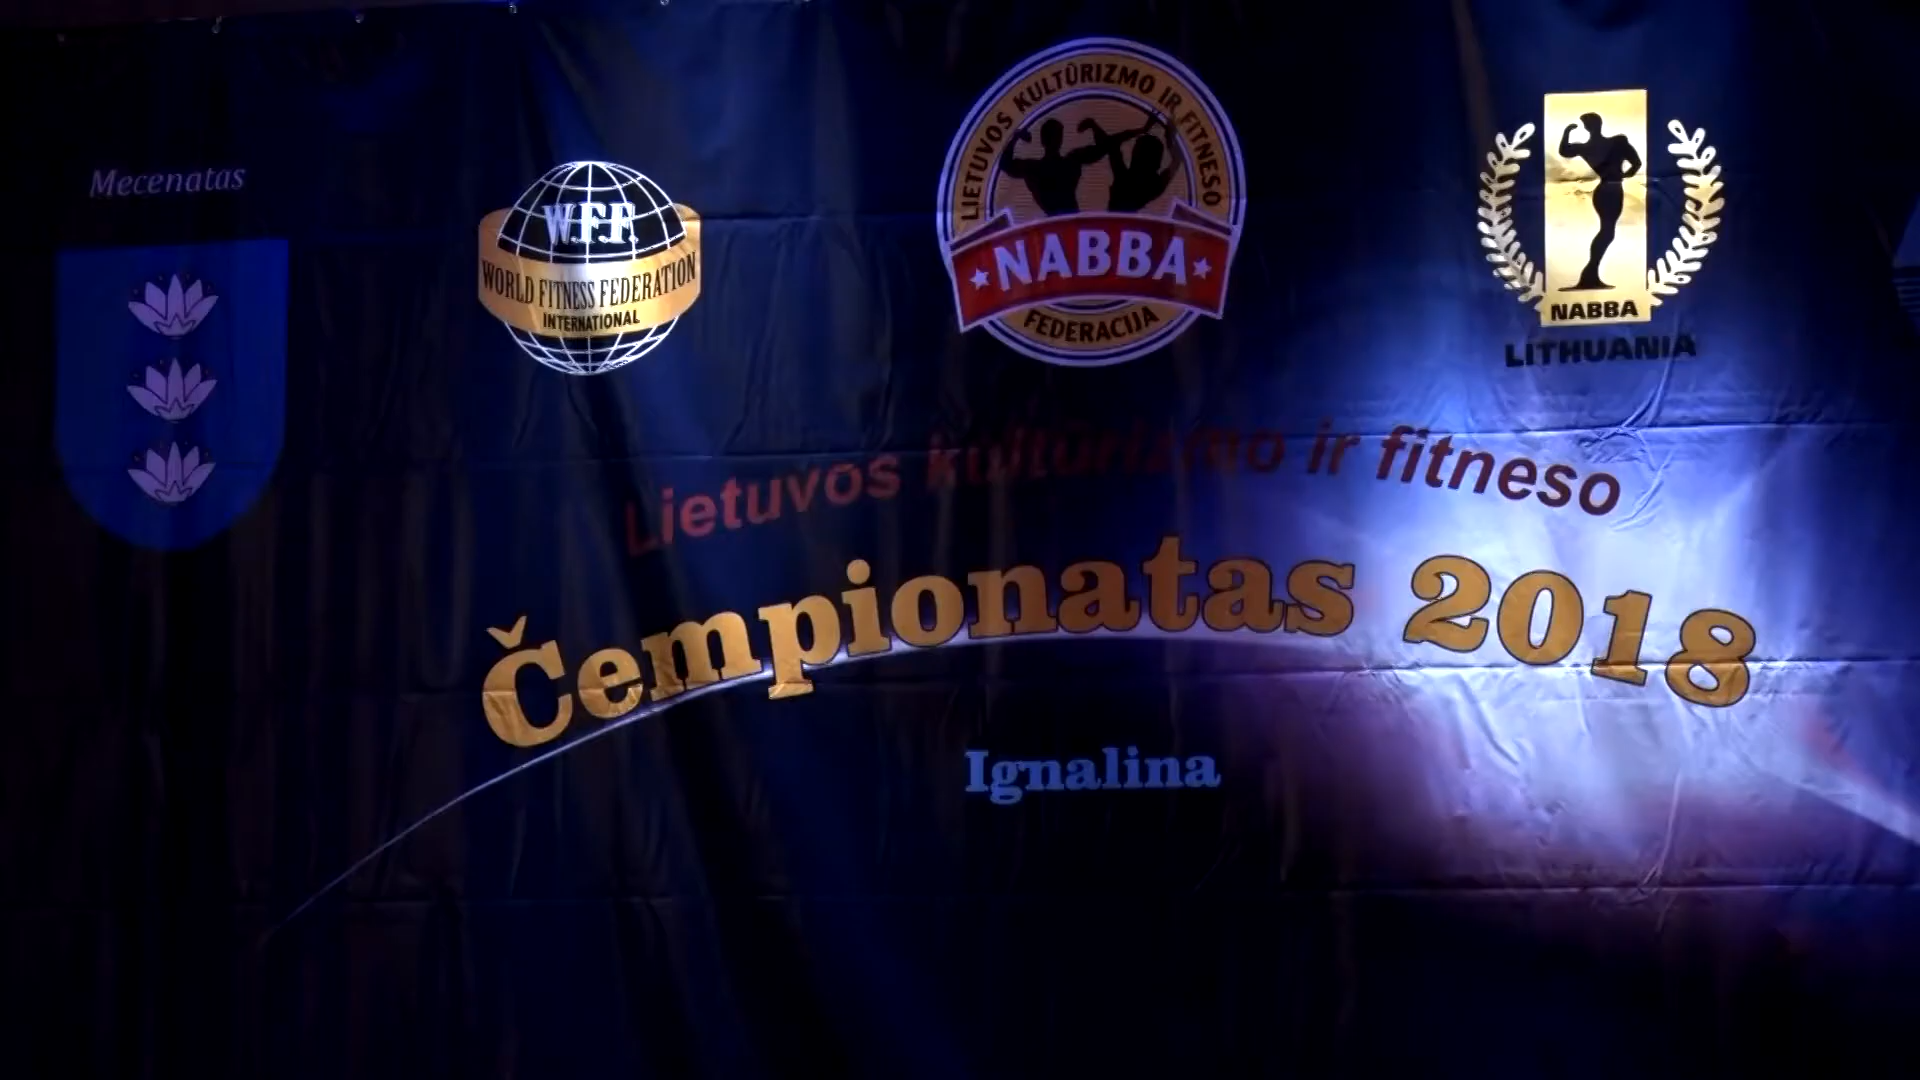 Mecenatas
W.F.F.
WORLD FITNESS FEDERATION
INTERNATIONAL
LIETUVOS KULTŪRIZMO IR FITNESO
NABBA
FEDERACIJA
NABBA
LITHUANIA
Lietuvos kultūrizmo ir fitneso
Čempionatas 2018
Ignalina